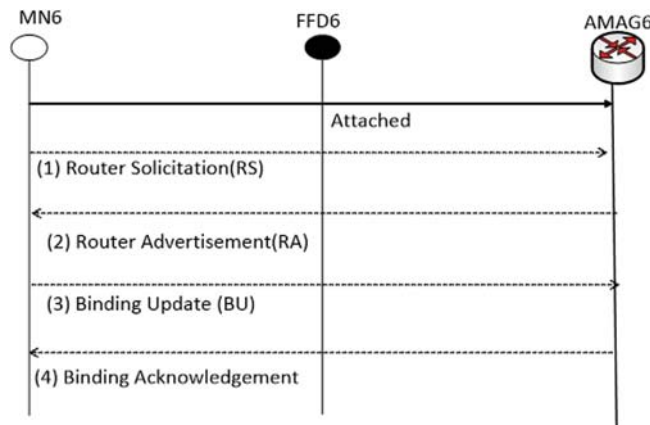 MN6
FFD6
AMAG6
Attached
(1) Router Solicitation(RS)
(2) Router Advertisement(RA)
(3) Binding Update (BU)
(4) Binding Acknowledgement